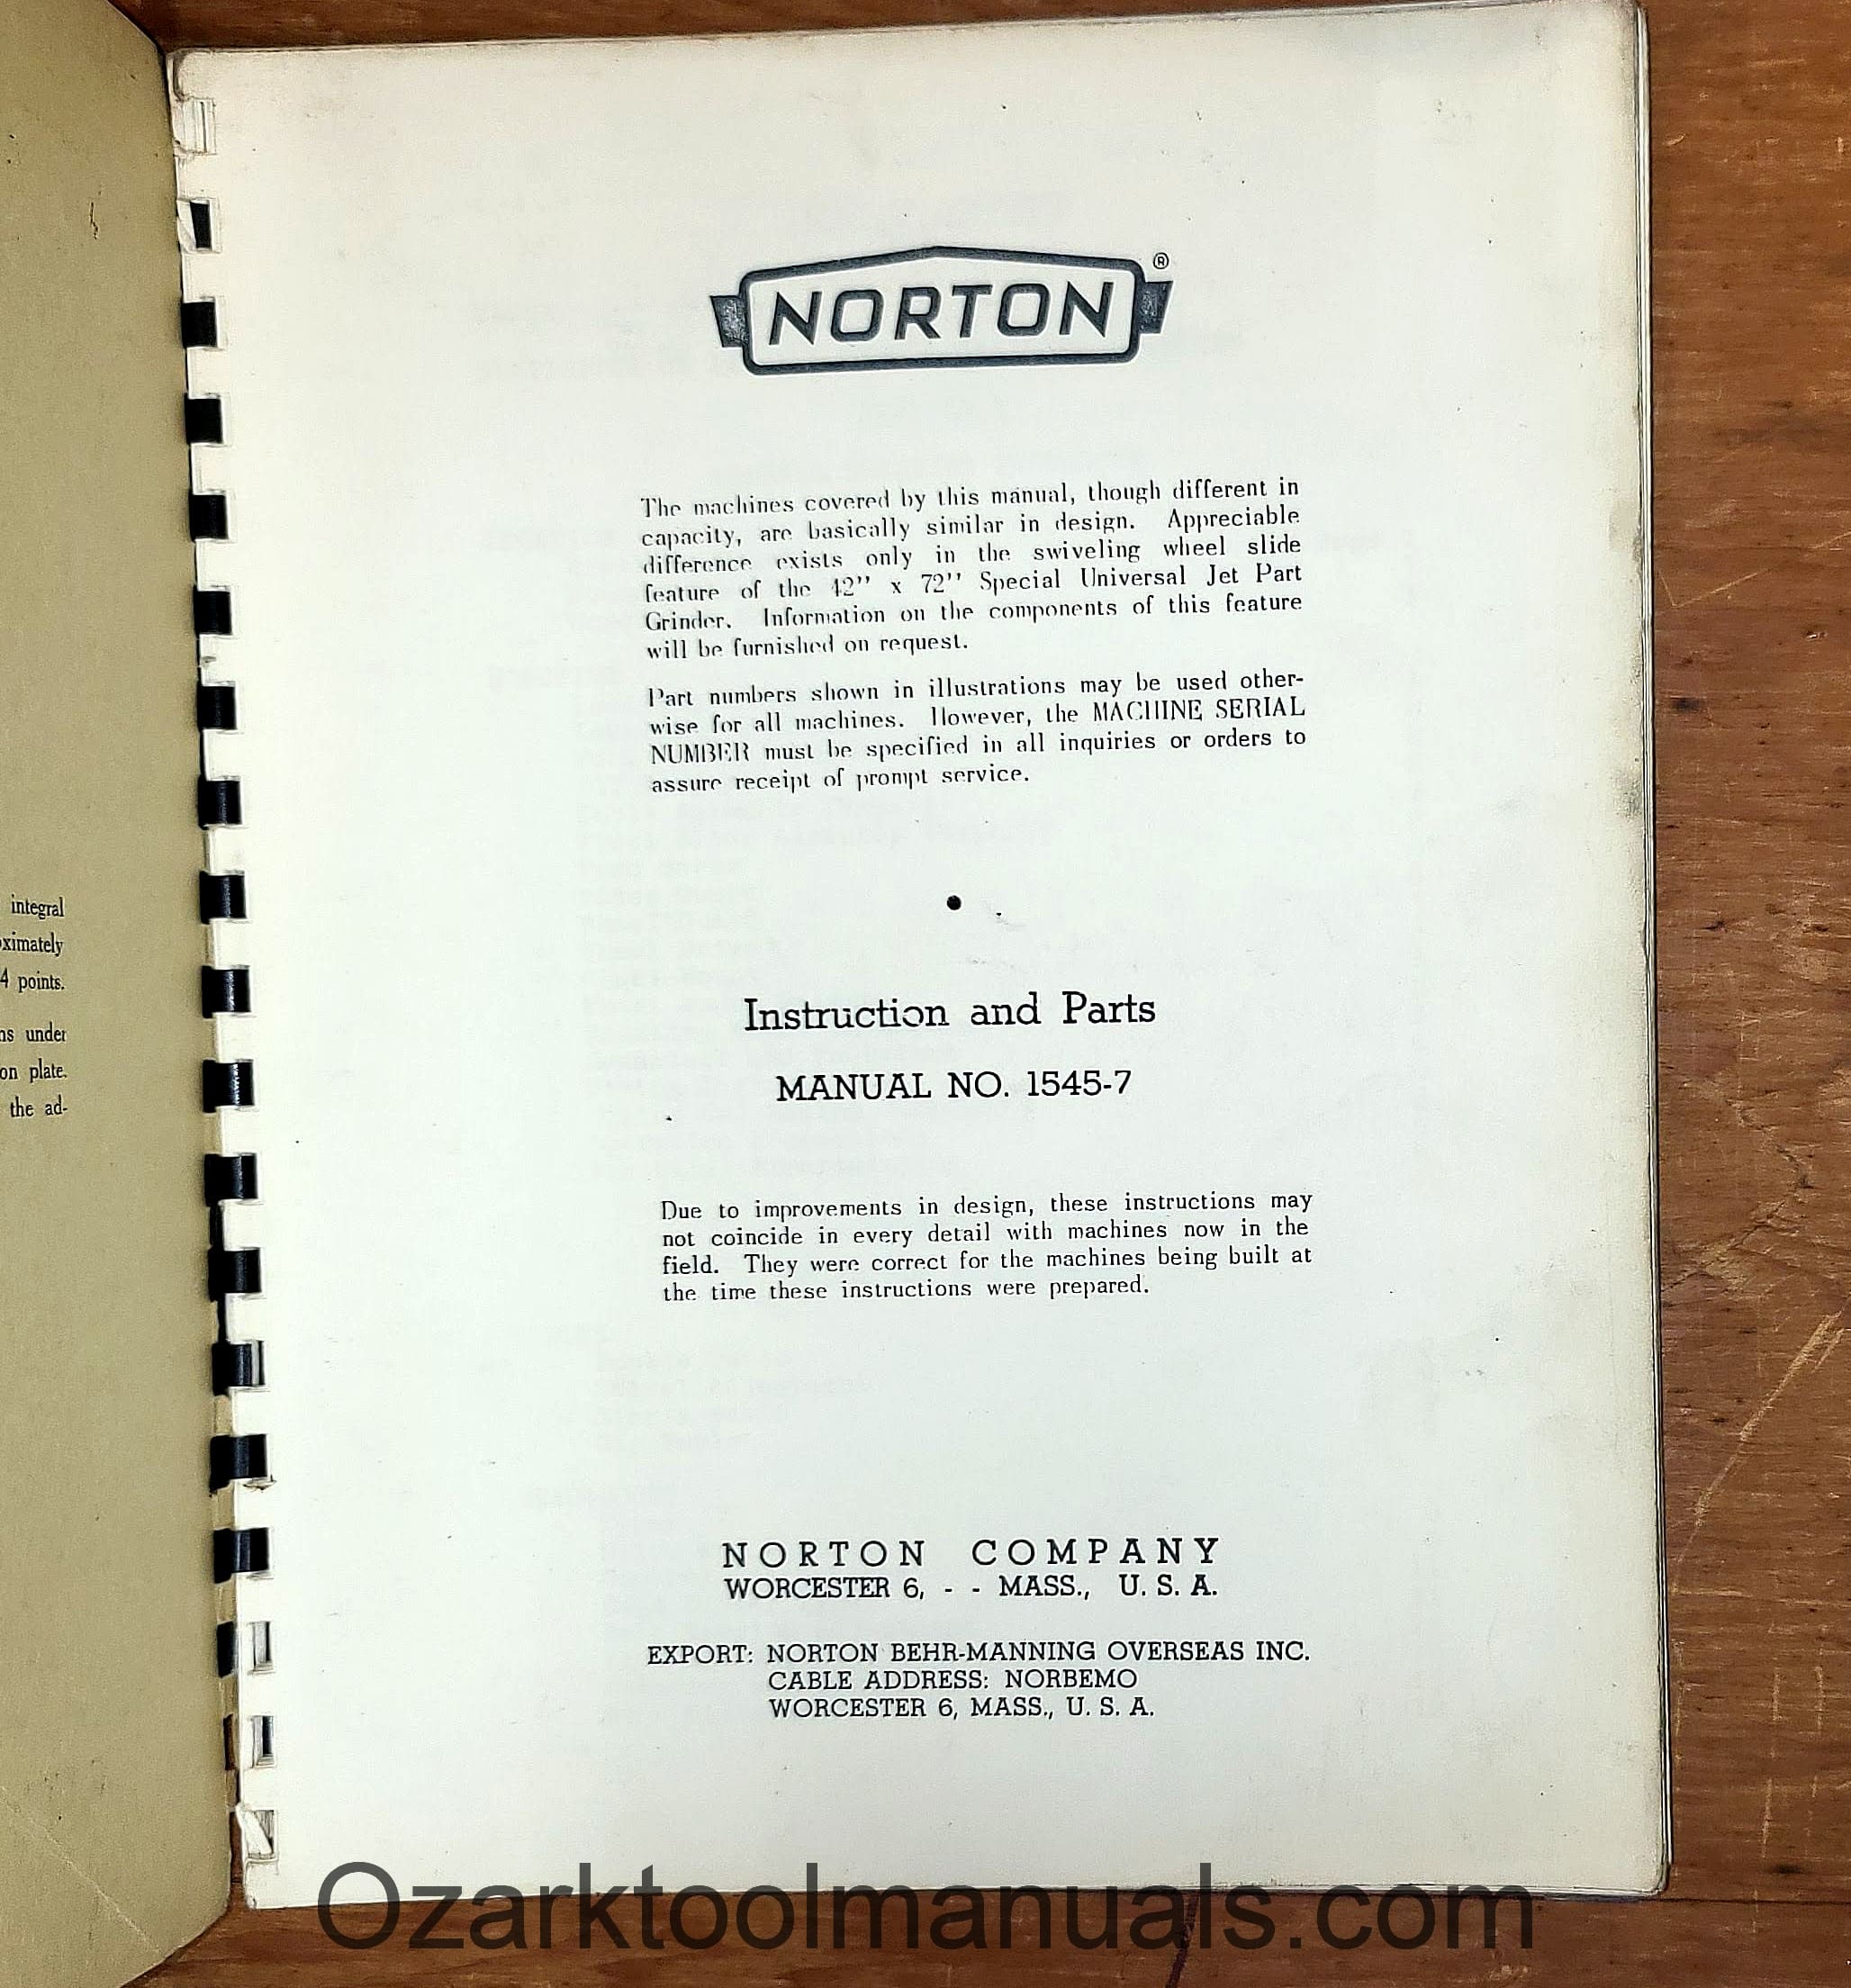 integral
oximately
4 points.
ns under
on plate.
the ad-
NORTON®
The machines covered by this manual, though different in
capacity, are basically similar in design. Appreciable
difference exists only in the swiveling wheel slide
feature of the 42'' x 72'' Special Universal Jet Part
Grinder. Information on the components of this feature
will be furnished on request.
Part numbers shown in illustrations may be used other-
wise for all machines. However, the MACHINE SERIAL
NUMBER must be specified in all inquiries or orders to
assure receipt of prompt service.
•
Instruction and Parts
MANUAL NO. 1545-7
Due to improvements in design, these instructions may
not coincide in every detail with machines now in the
field. They were correct for the machines being built at
the time these instructions were prepared.
NORTON COMPANY
WORCESTER 6, - - MASS., U. S. A.
EXPORT: NORTON BEHR-MANNING OVERSEAS INC.
CABLE ADDRESS: NORBEMO
WORCESTER 6, MASS., U. S. A.
Ozarktoolmanuals.com